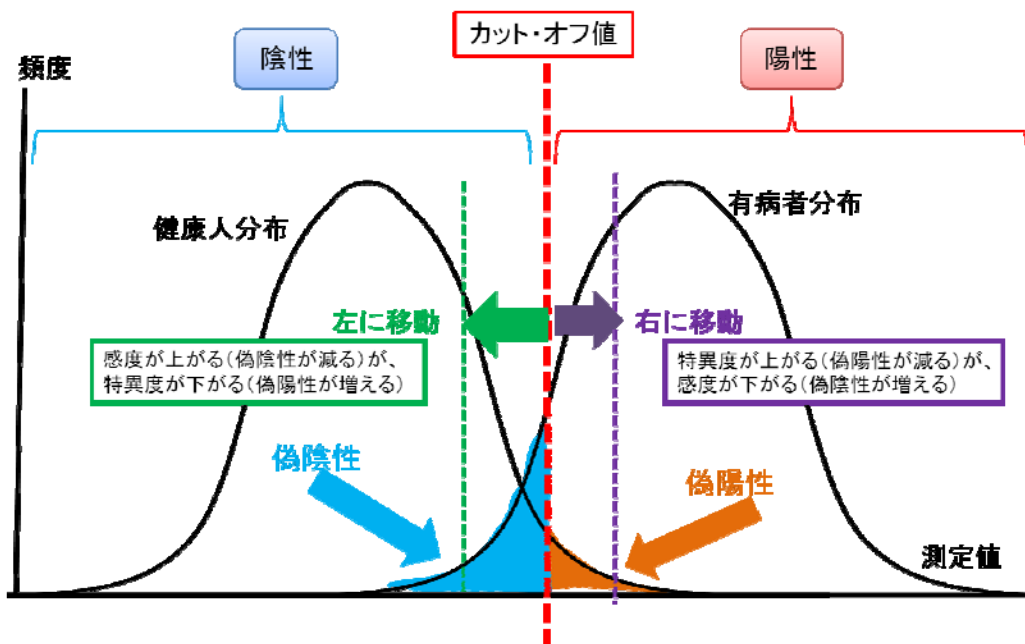 カット・オフ値
陰性
陽性
頻度
健康人分布
有病者分布
左に移動
右に移動
感度が上がる(偽陰性が減る)が、
特異度が下がる(偽陽性が増える)
特異度が上がる(偽陽性が減る)が、
感度が下がる(偽陰性が増える)
偽陰性
偽陽性
測定値